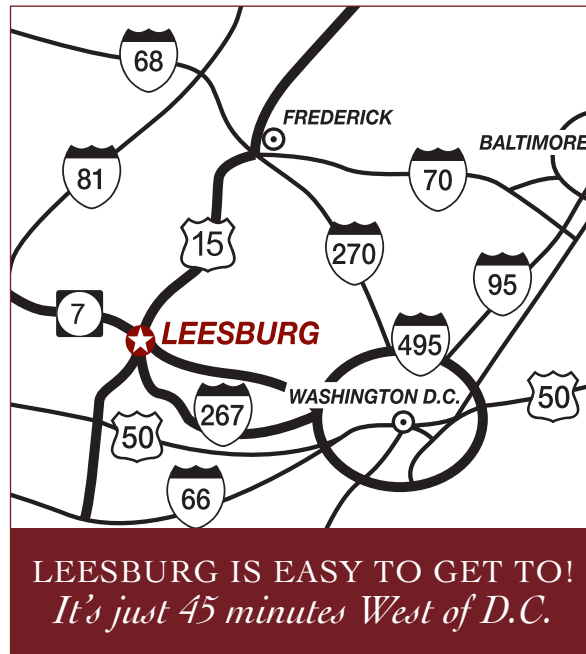 68
FREDERICK
BALTIMORE
81
70
15
270
95
7
LEESBURG
495
WASHINGTON D.C.
50
267
50
66
LEESBURG IS EASY TO GET TO!
It's just 45 minutes West of D.C.